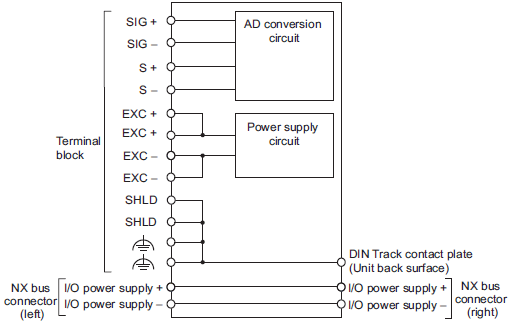 SIG +
AD conversion
circuit
SIG –
S +
S –
EXC +
EXC +
Power supply
circuit
Terminal
block
EXC –
EXC –
SHLD
SHLD
DIN Track contact plate
(Unit back surface)
NX bus
connector
(left)
I/O power supply +
I/O power supply –
I/O power supply +
I/O power supply –
NX bus
connector
(right)